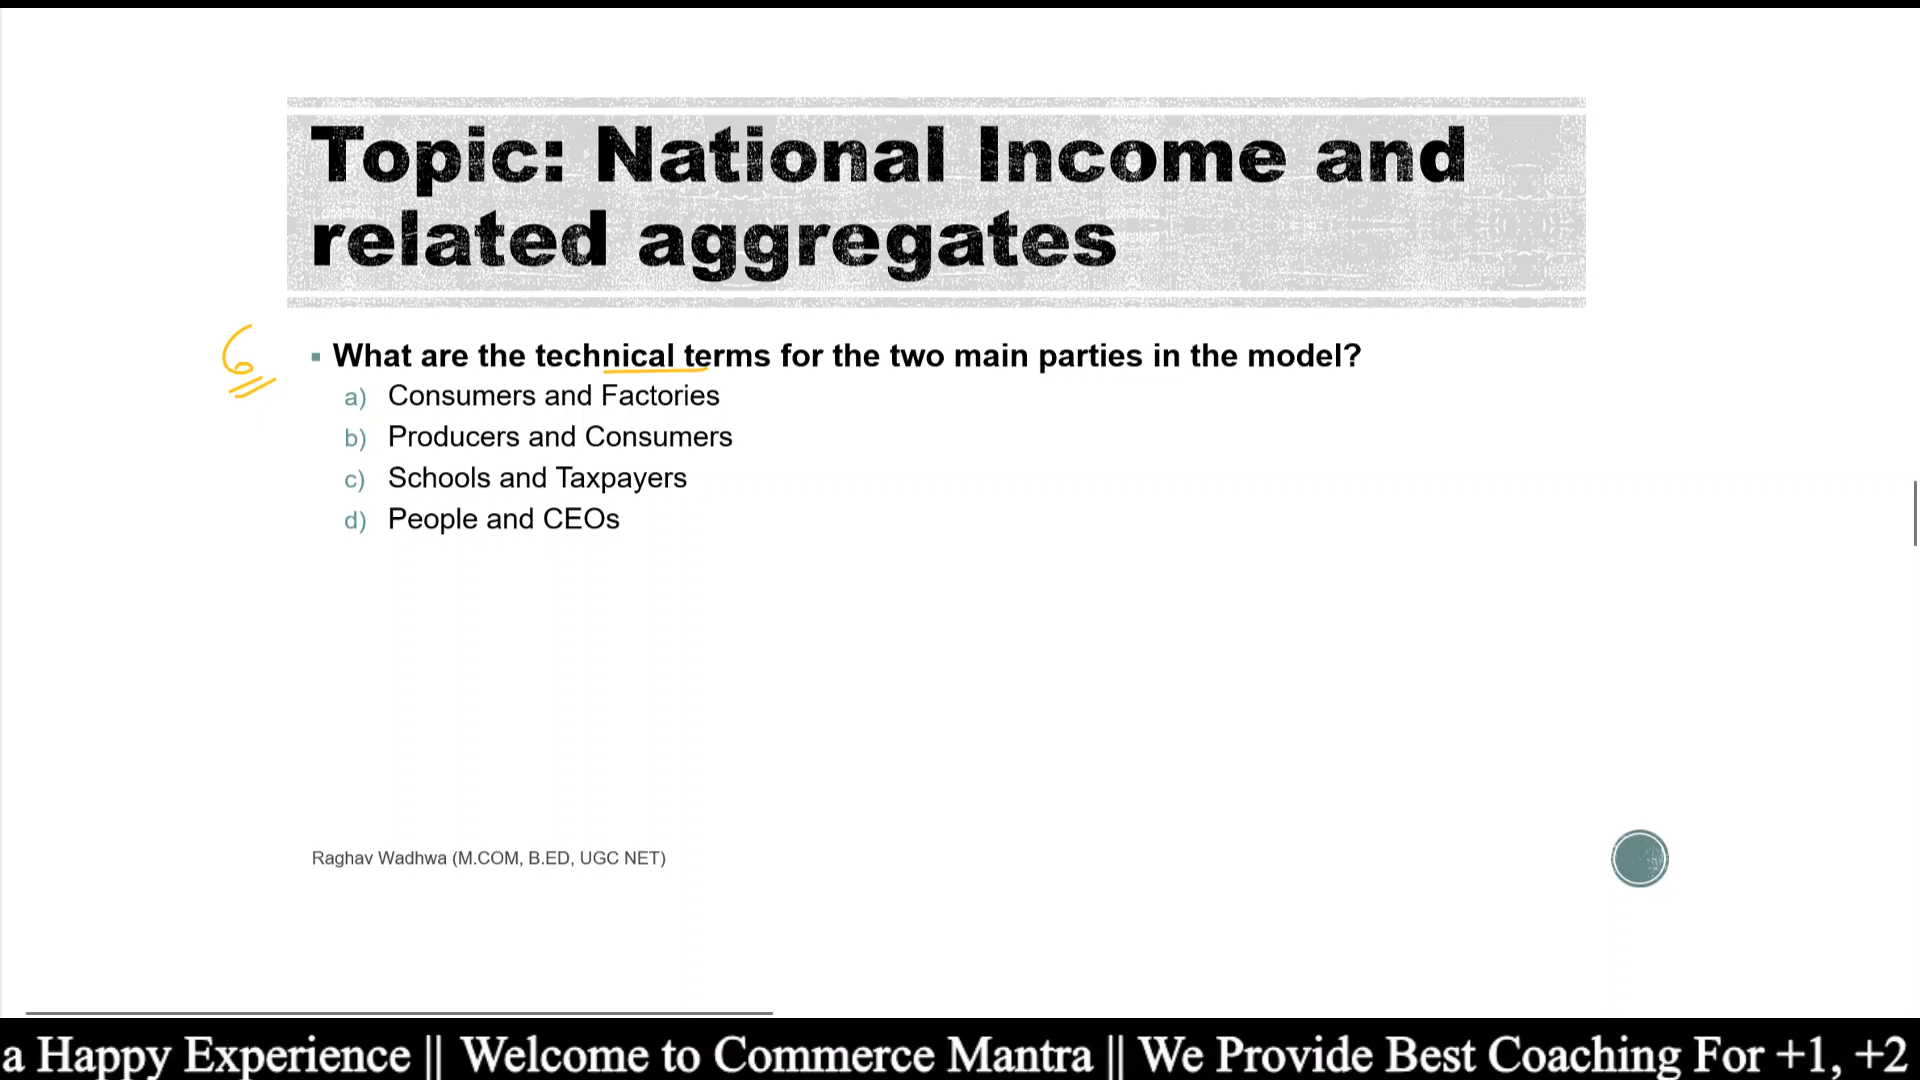 Topic: National Income and
related aggregates
6
▪ What are the technical terms for the two main parties in the model?
a) Consumers and Factories
b) Producers and Consumers
c) Schools and Taxpayers
d) People and CEOs
Raghav Wadhwa (M.COM, B.ED, UGC NET)
a Happy Experience || Welcome to Commerce Mantra || We Provide Best Coaching For +1, +2